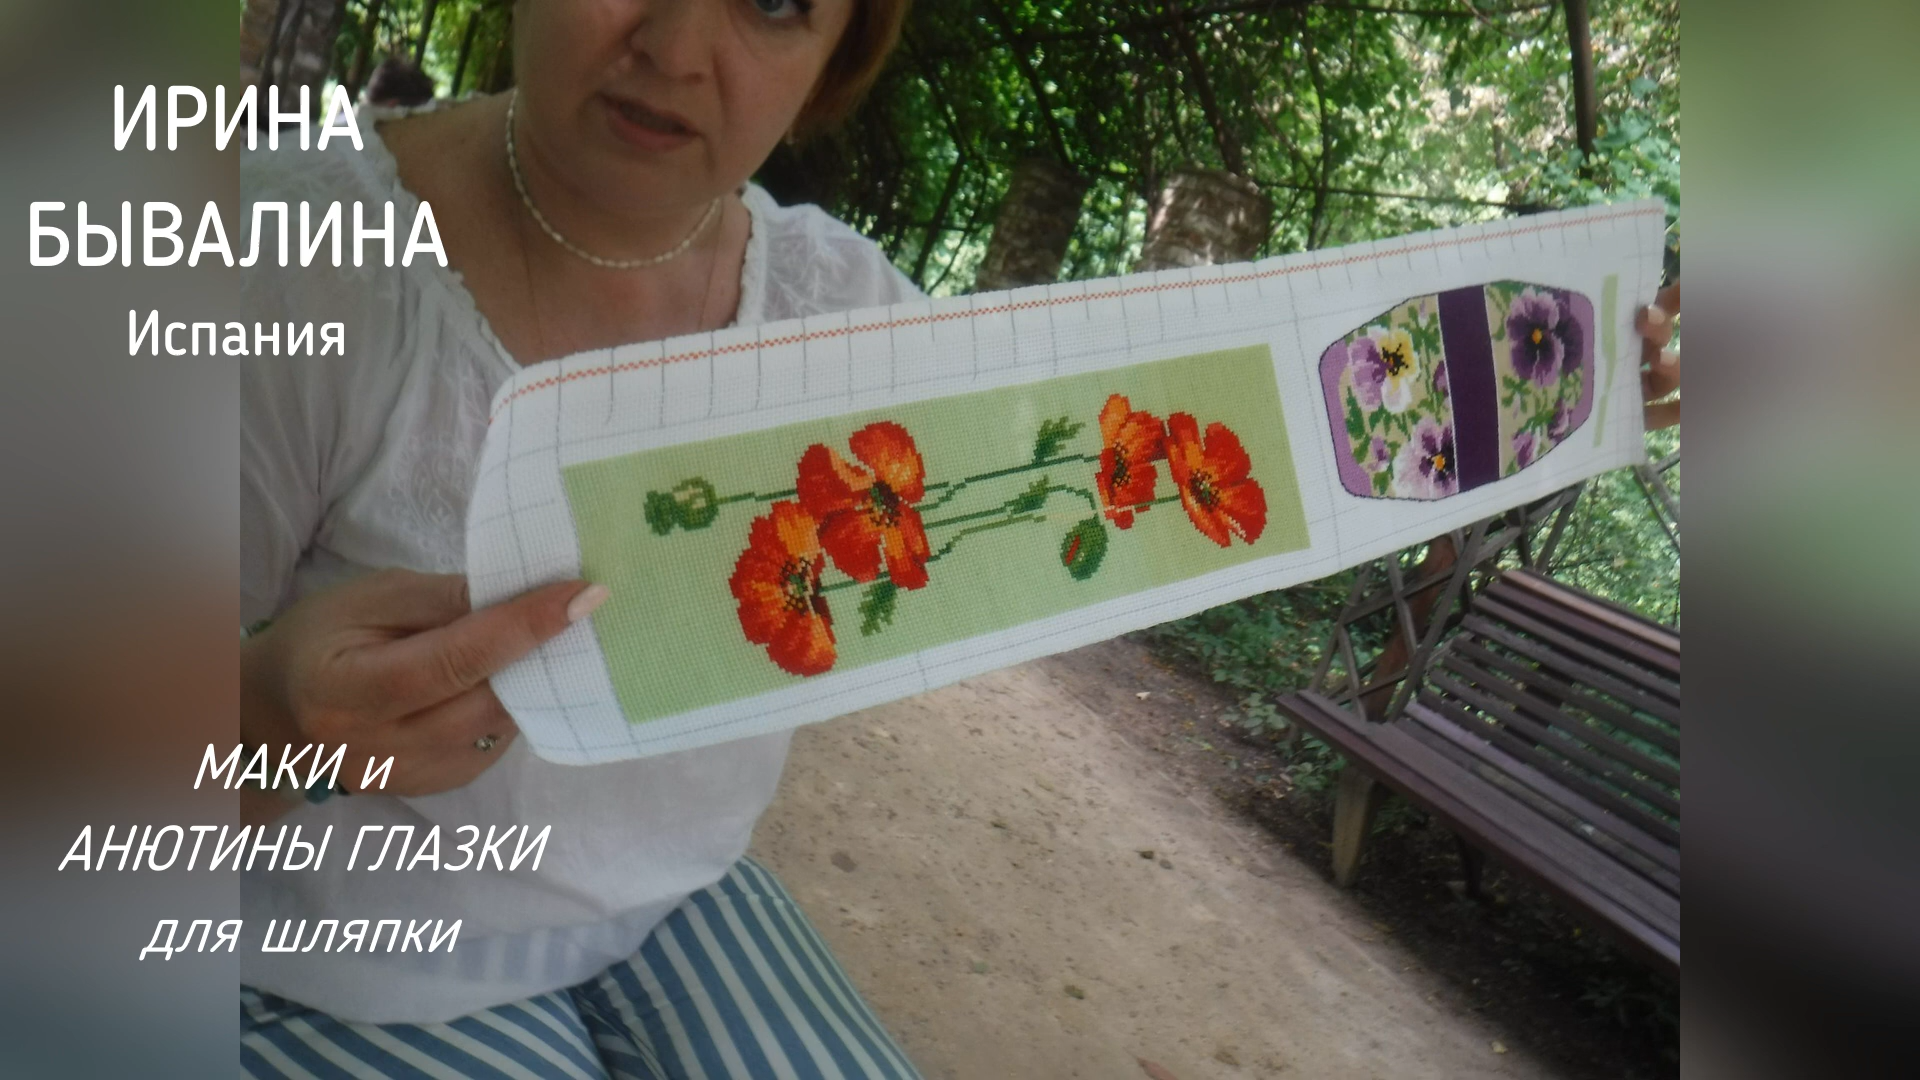 ИРИНА
БЫВАЛИНА
Испания
МАКИ и
АНЮТИНЫ ГЛАЗКИ
для шляпки